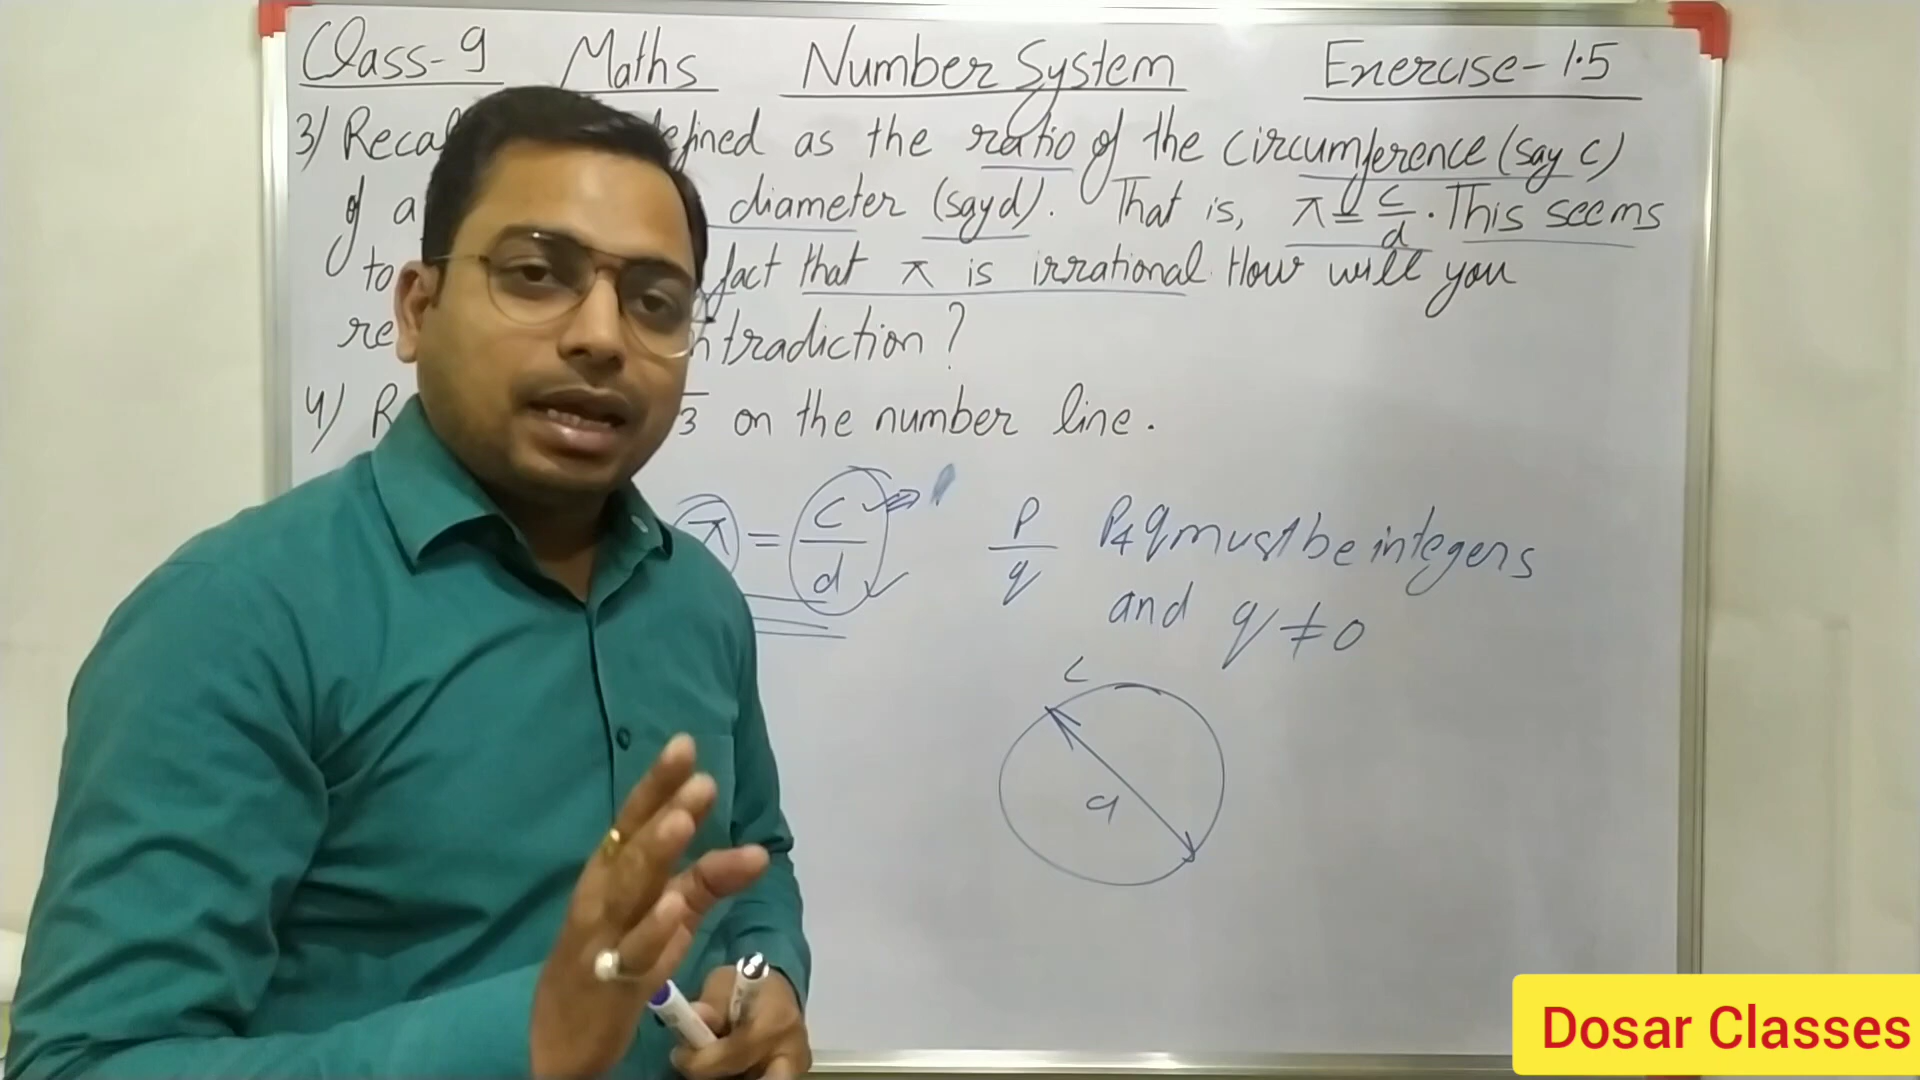 Class-9 Maths Number System Exercise-1.5
3) Reca efined as the ratio of the circumference (say c)
of a diameter (say d). That is, π = c/d. This seems
to fact that π is irrational. How will you
re ntradiction?
4) R 3 on the number line.
π = c/d p/q p & q must be integers
and q ≠ 0
c
d
Dosar Classes